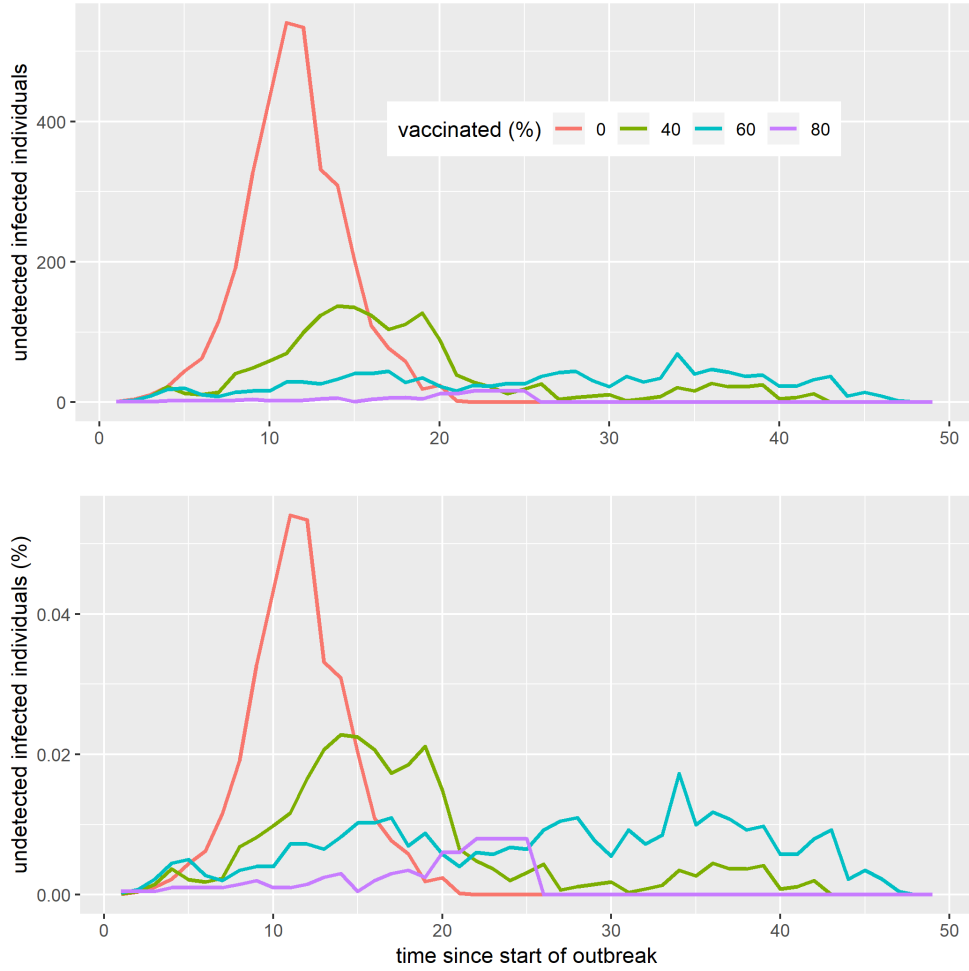 undetected infected individuals
400
200
0
vaccinated (%) 0 40 60 80
0 10 20 30 40 50
undetected infected individuals (%)
0.04
0.02
0.00
0 10 20 30 40 50
time since start of outbreak